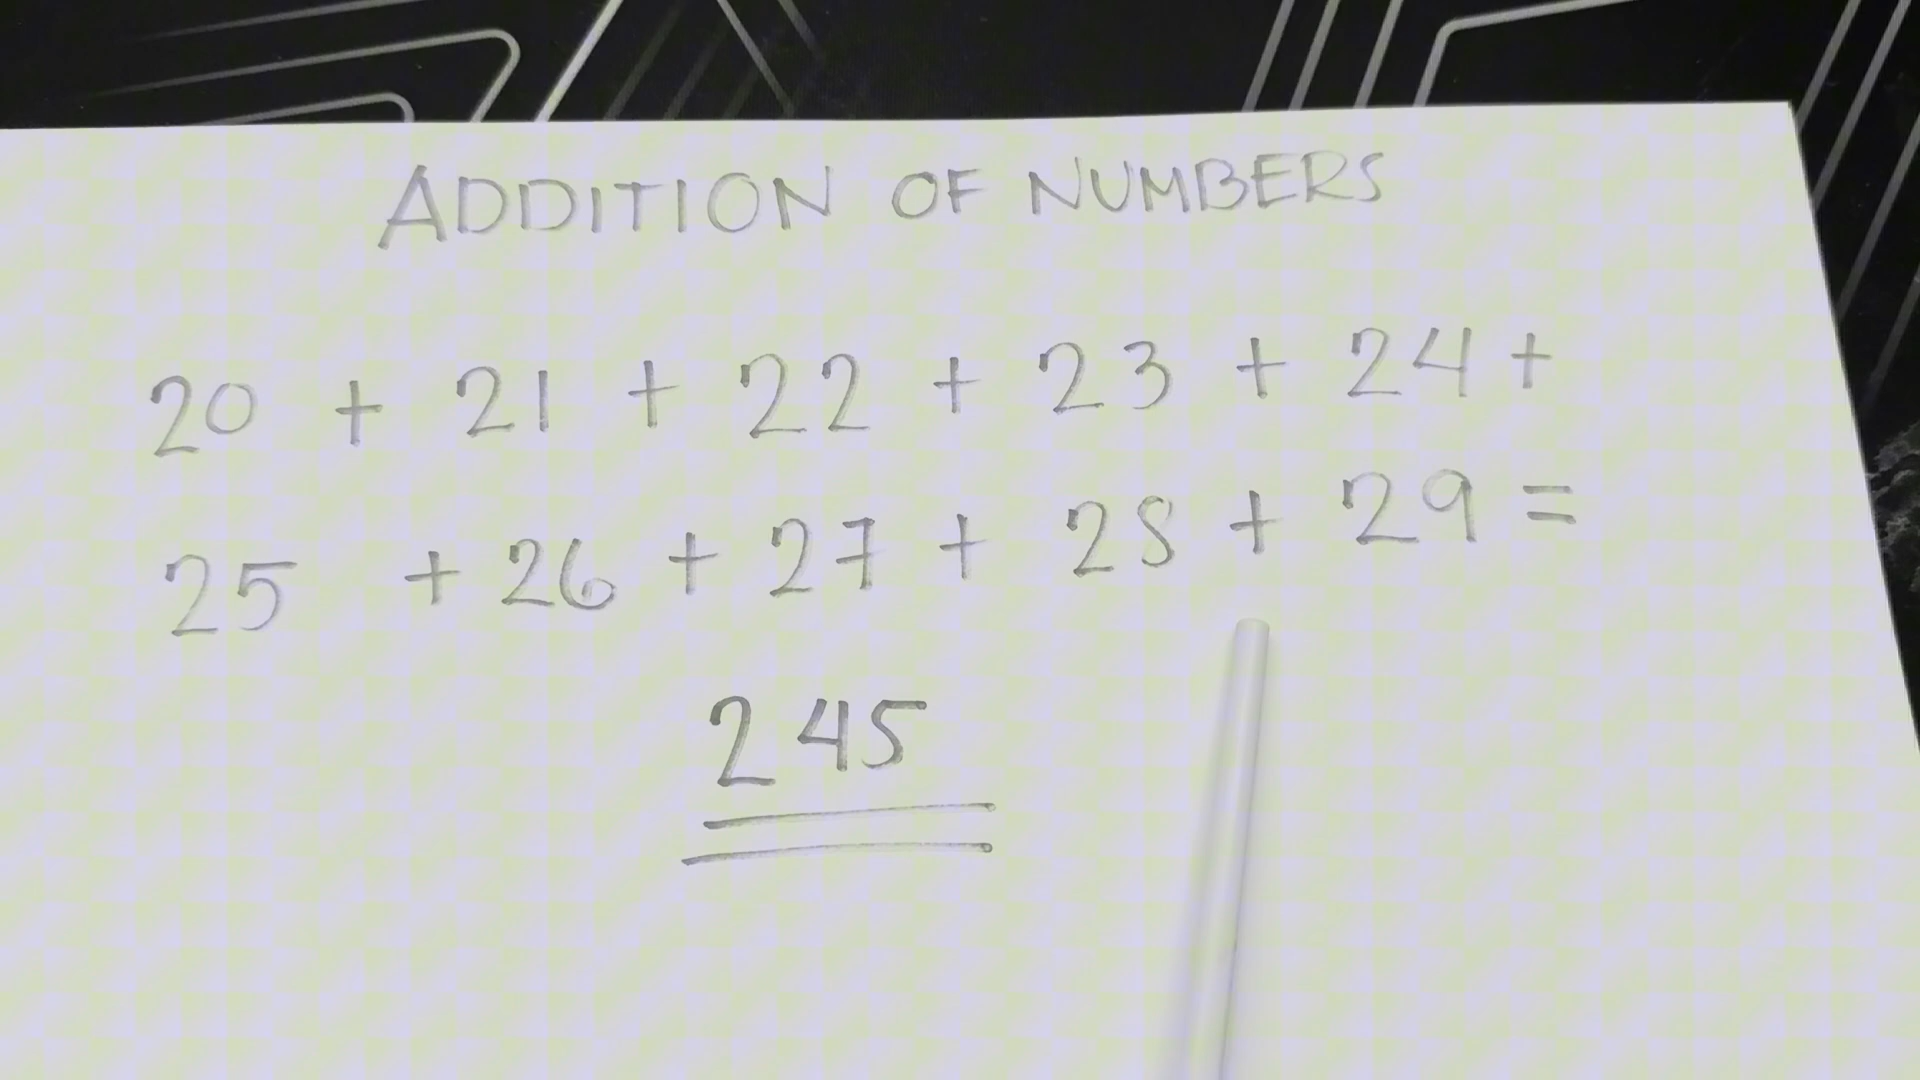 ADDITION OF NUMBERS
20 + 21 + 22 + 23 + 24 +
25 + 26 + 27 + 28 + 29 =
245